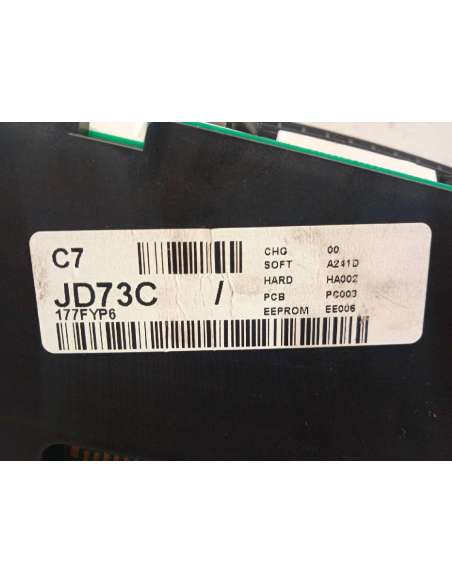 C7
JD73C /
177FYP6
CHG 00
SOFT A241D
HARD HA002
PCB PC003
EEPROM EE006